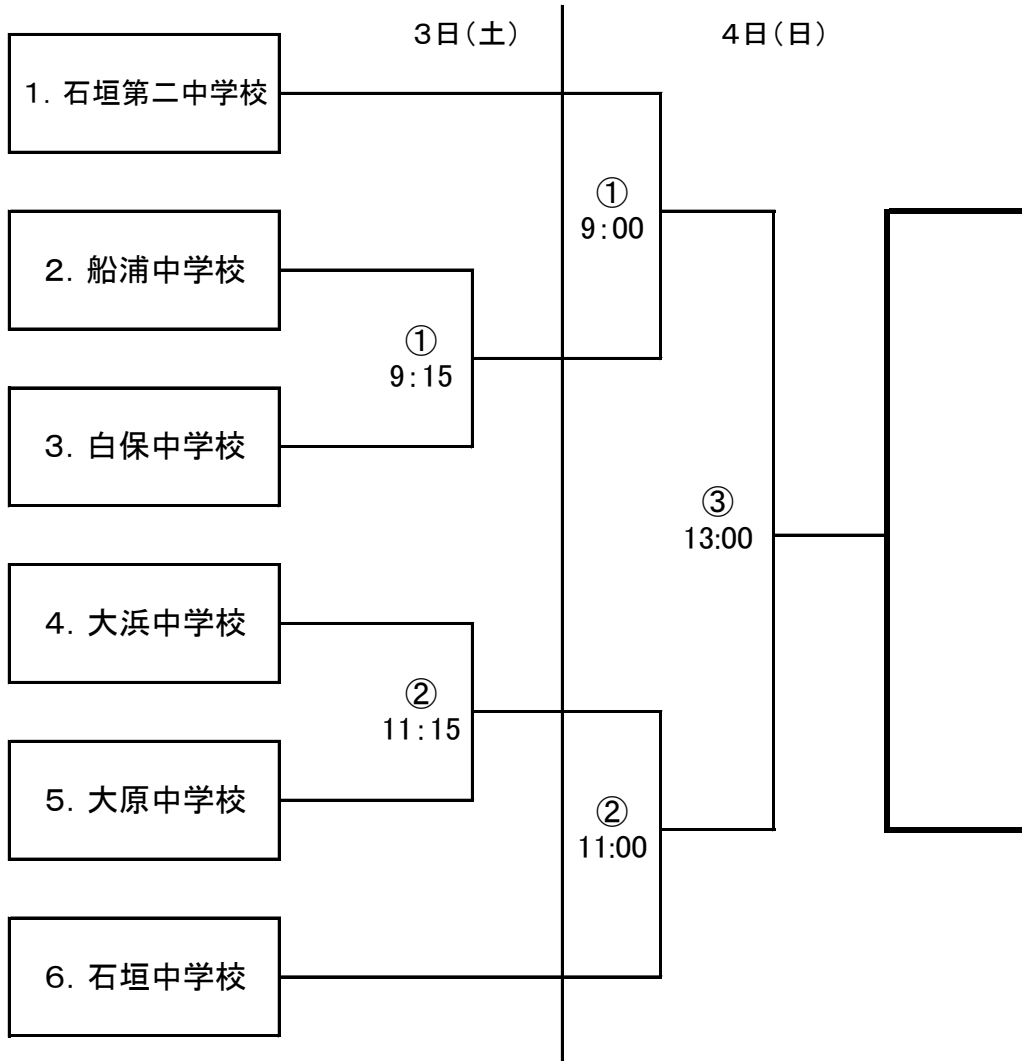 3日(土)
4日(日)
1. 石垣第二中学校
①
9:00
2. 船浦中学校
①
9:15
3. 白保中学校
③
13:00
4. 大浜中学校
②
11:15
5. 大原中学校
②
11:00
6. 石垣中学校